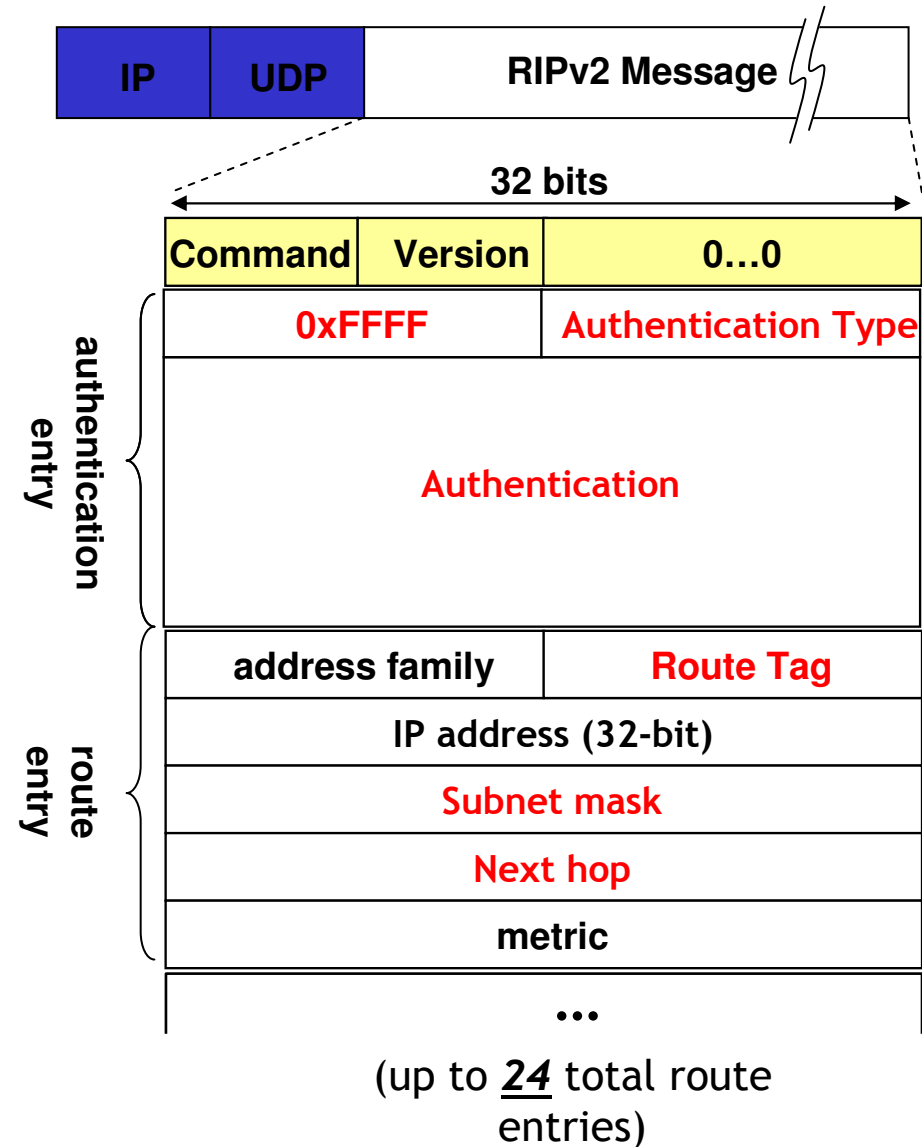 IP UDP RIPv2 Message
32 bits
Command Version 0...0
0xFFFF Authentication Type
authentication
entry
Authentication
address family Route Tag
IP address (32-bit)
route
entry
Subnet mask
Next hop
metric
...
(up to 24 total route
entries)